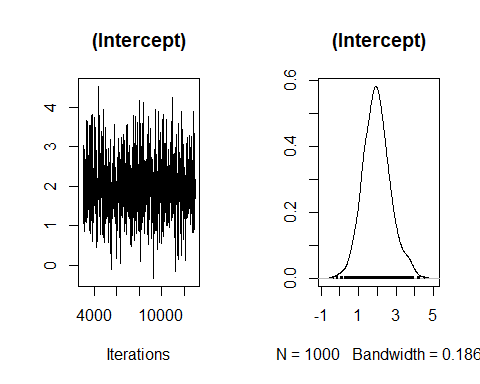 (Intercept)
4
3
2
1
0
4000 10000
Iterations
(Intercept)
0.6
0.4
0.2
0.0
-1 1 3 5
N = 1000 Bandwidth = 0.186